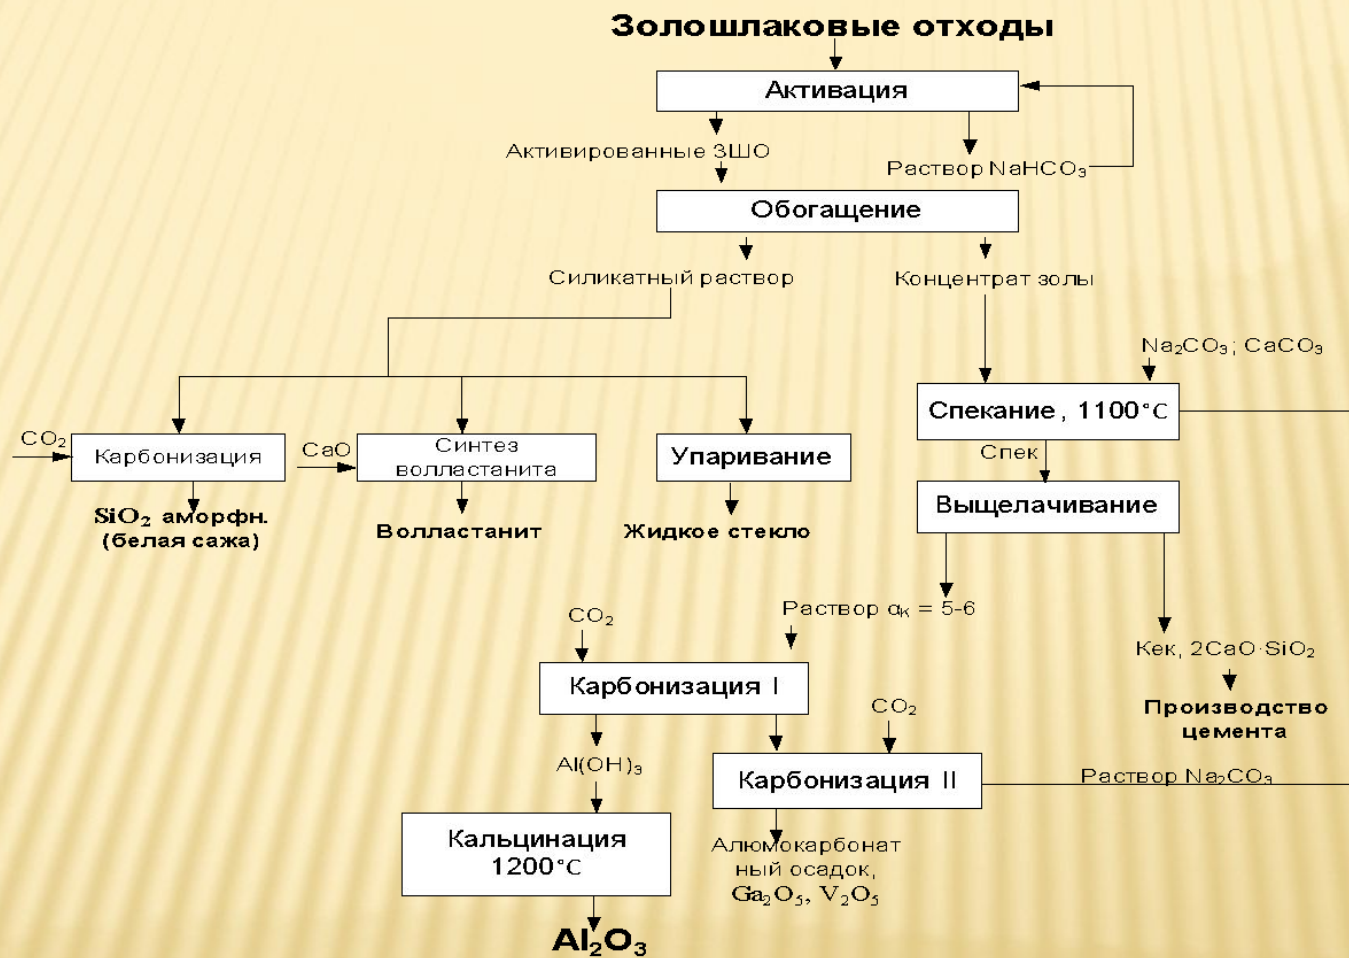 Золошлаковые отходы
Активация
Активированные ЗШО
Раствор NaHCO₃
Обогащение
Силикатный раствор
Концентрат золы
Na₂CO₃; CaCO₃
Спекание, 1100°С
Спек
CO₂
Карбонизация
CaO
Синтез
волластанита
Упаривание
Выщелачивание
SiO₂ аморфн.
(белая сажа)
Волластанит
Жидкое стекло
Раствор αк = 5-6
CO₂
Кек, 2CaO·SiO₂
Карбонизация I
CO₂
Производство
цемента
Al(OH)₃
Карбонизация II
Раствор Na₂CO₃
Кальцинация
1200°С
Алюмокарбонат
ный осадок,
Ga₂O₅, V₂O₅
Al₂O₃